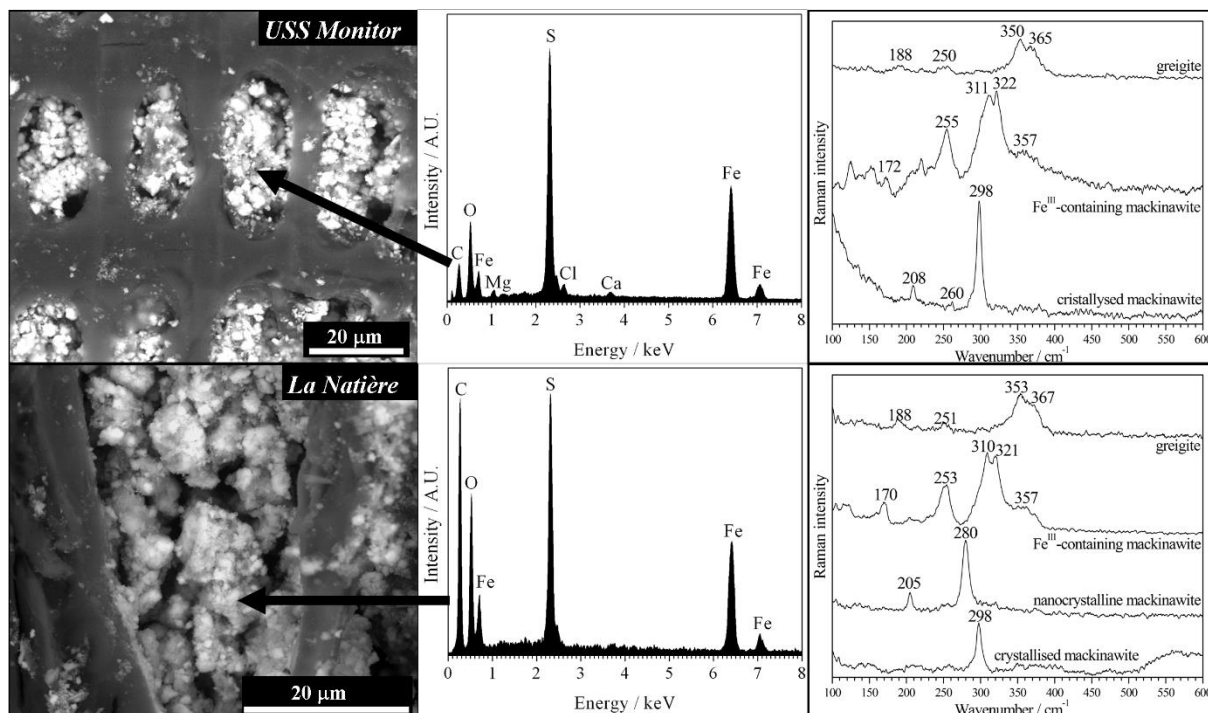 USS Monitor
20 µm
Intensity / A.U.
S
Fe
O
C
Fe
Mg
Cl
Ca
Fe
0 1 2 3 4 5 6 7 8
Energy / keV
Raman intensity
350
365
188
250
greigite
311
322
255
357
172
Fe^III-containing mackinawite
298
208
260
cristallysed mackinawite
100 150 200 250 300 350 400 450 500 550 600
Wavenumber / cm^-1
La Natière
20 µm
Intensity / A.U.
C
S
O
Fe
Fe
Fe
0 1 2 3 4 5 6 7 8
Energy / keV
Raman intensity
353
367
188
251
greigite
310
321
253
170
357
Fe^III-containing mackinawite
280
205
nanocrystalline mackinawite
298
crystallised mackinawite
100 150 200 250 300 350 400 450 500 550 600
Wavenumber / cm^-1